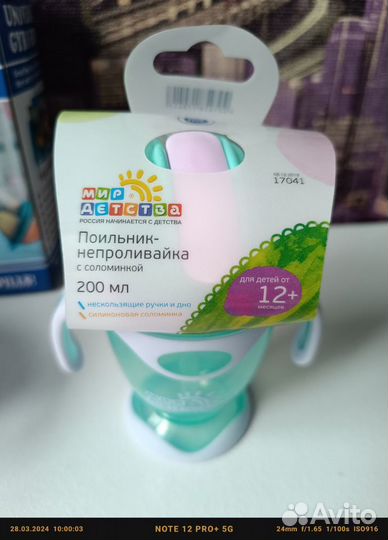 17041
МИР
ДЕТСТВА
РОССИЯ НАЧИНАЕТСЯ С ДЕТСТВА
Поильник-
непроливайка
с соломинкой
200 мл
нескользящие ручки и дно
силиконовая соломинка
для детей от
12+
месяцев
28.03.2024 10:00:03
NOTE 12 PRO+ 5G
24mm f/1.65 1/100s ISO916
Avito